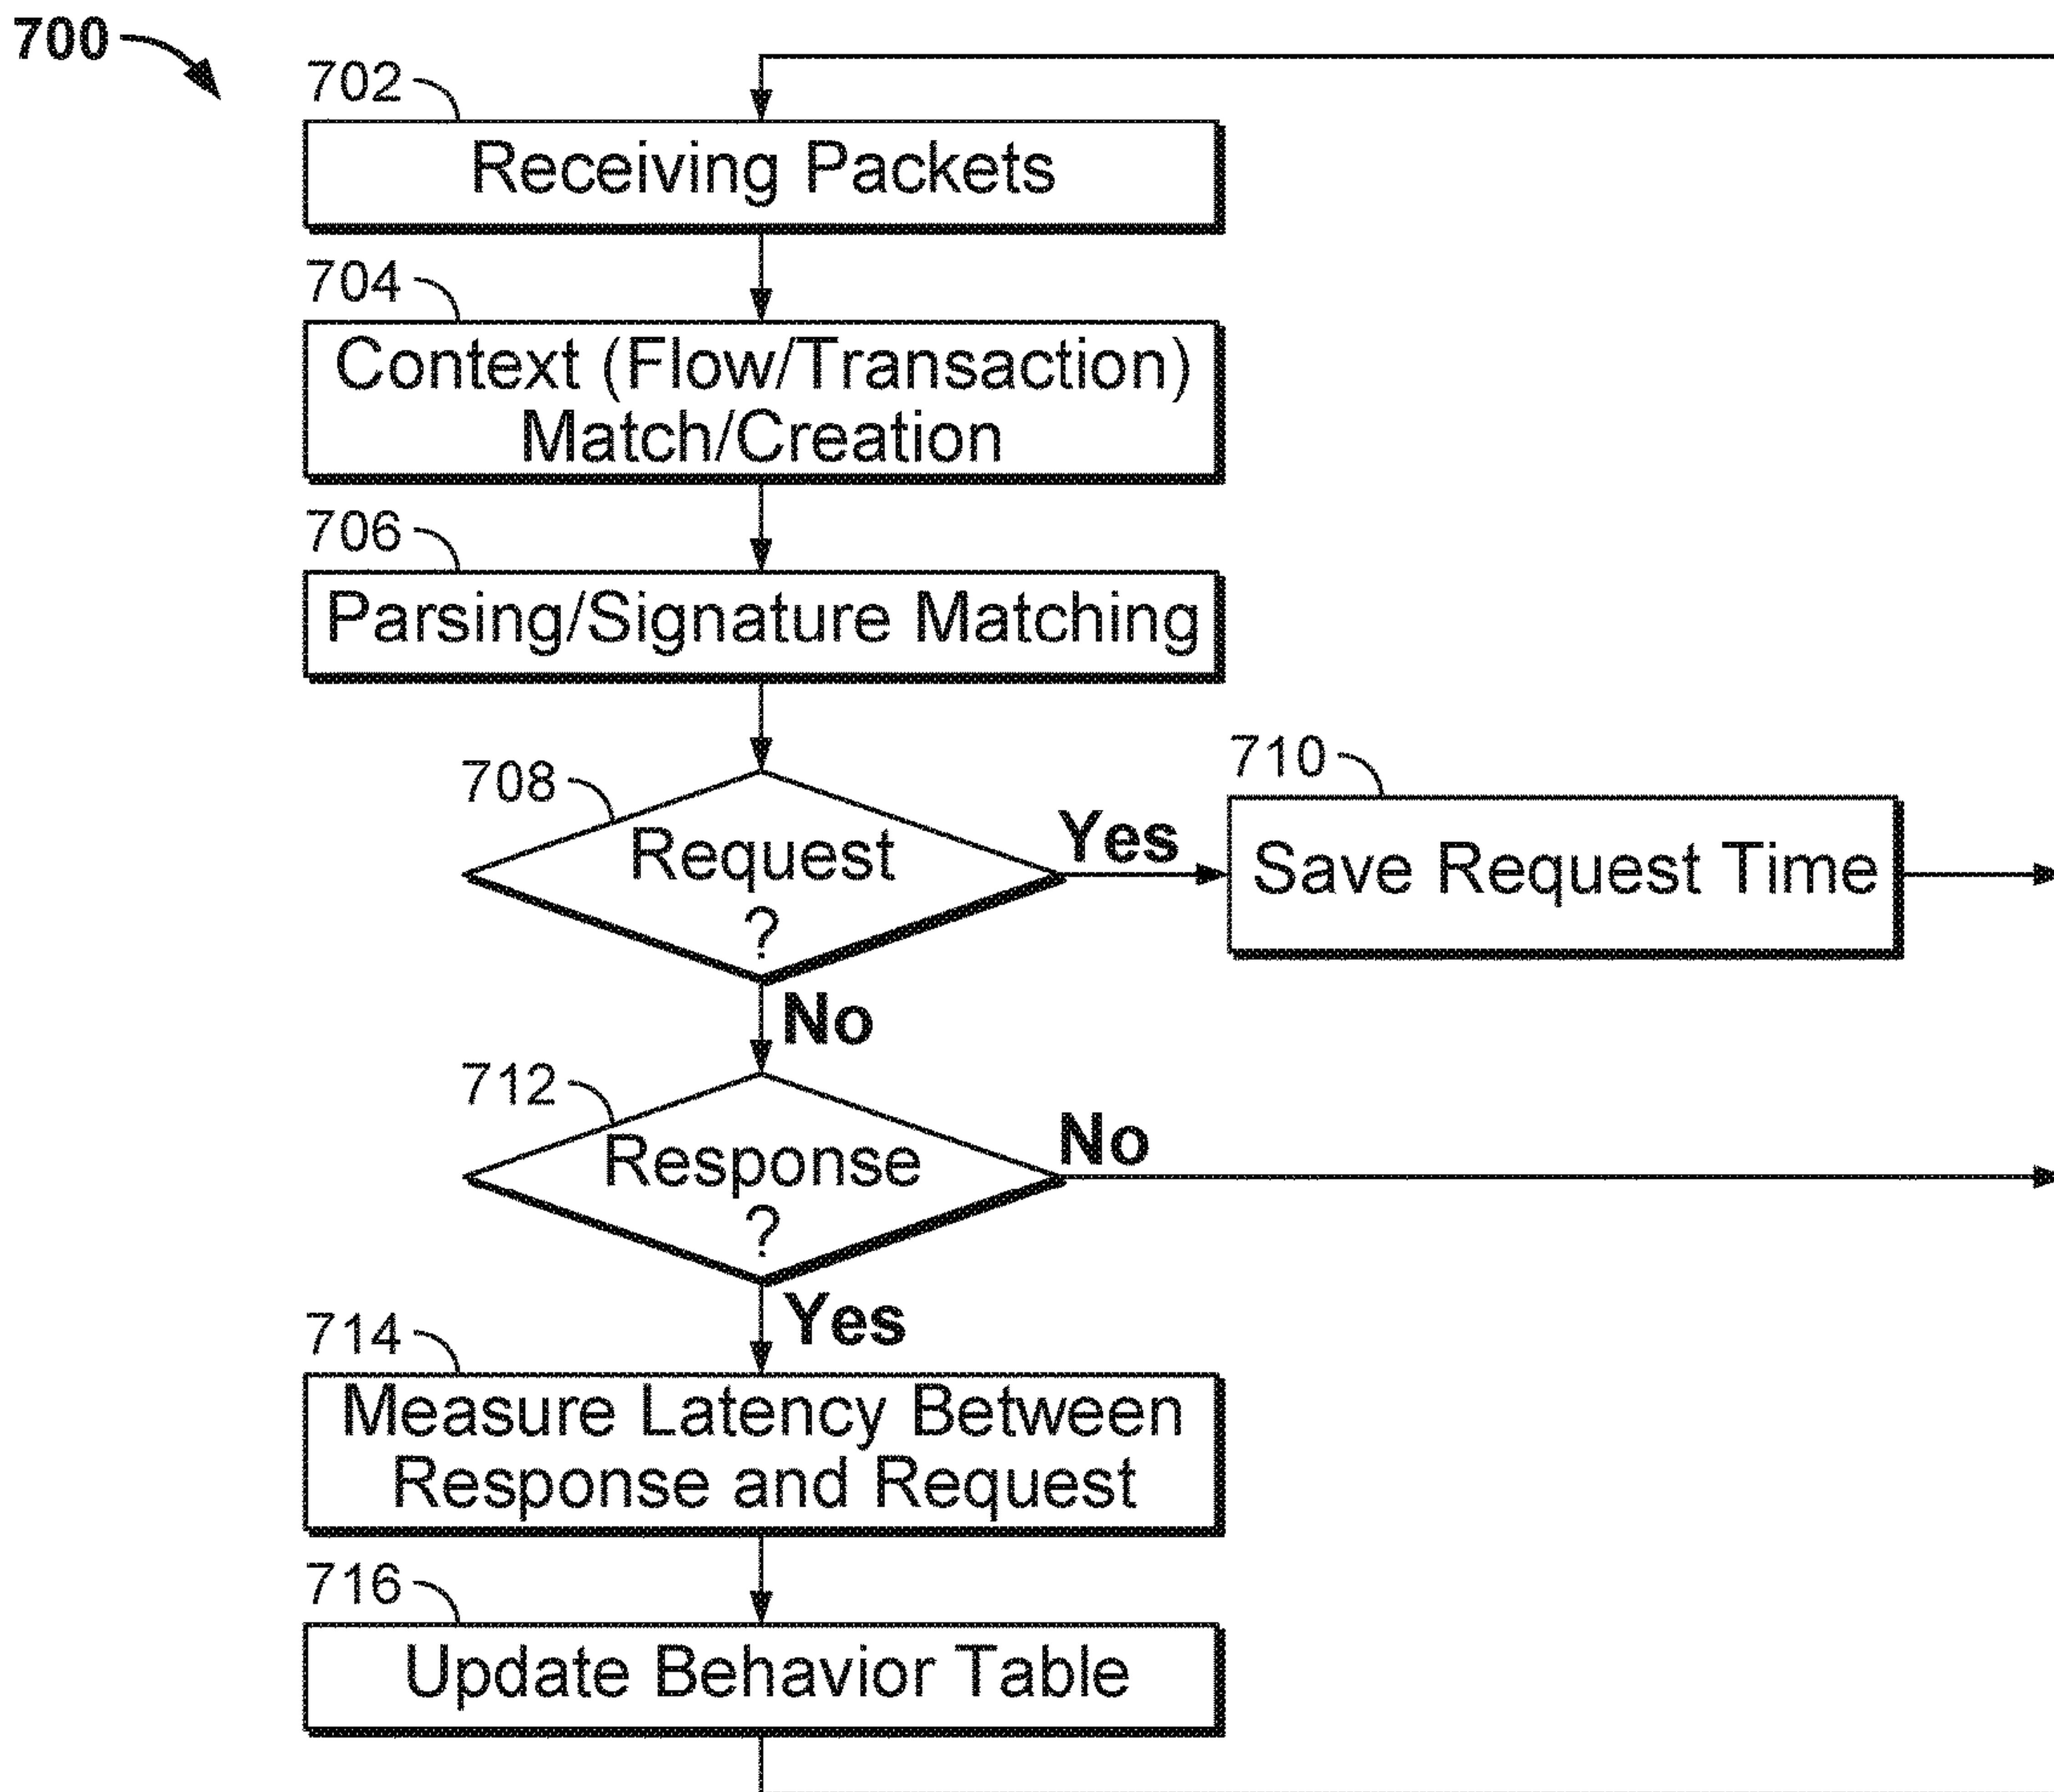 700
702
Receiving Packets
704
Context (Flow/Transaction)
Match/Creation
706
Parsing/Signature Matching
708
Request
?
Yes
710
Save Request Time
No
712
Response
?
No
Yes
714
Measure Latency Between
Response and Request
716
Update Behavior Table